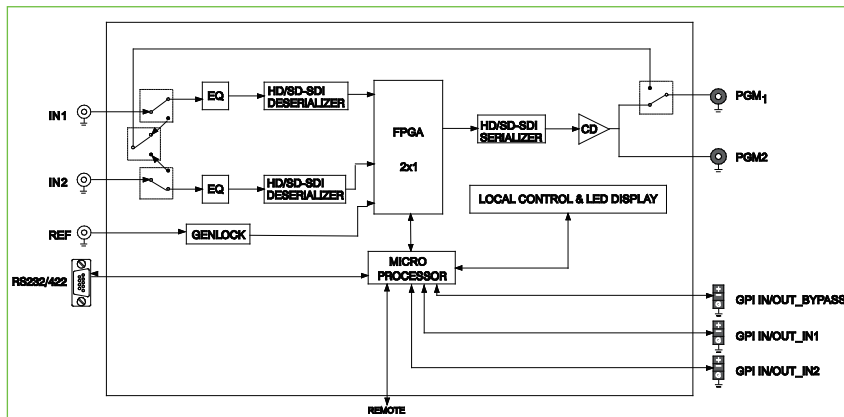 IN1
EQ
HD/SD-SDI
DESERIALIZER
FPGA
2x1
HD/SD-SDI
SERIALIZER
CD
PGM1
PGM2
IN2
EQ
HD/SD-SDI
DESERIALIZER
LOCAL CONTROL & LED DISPLAY
REF
GENLOCK
MICRO
PROCESSOR
RS232/422
GPI IN/OUT_BYPASS
GPI IN/OUT_IN1
GPI IN/OUT_IN2
REMOTE